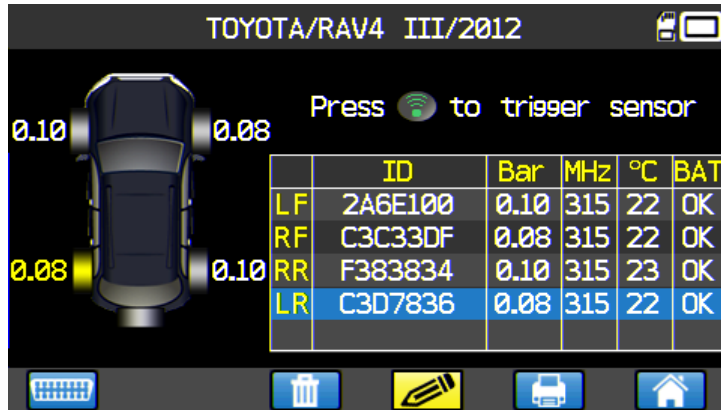 TOYOTA/RAV4 III/2012
Press to trigger sensor
0.10 0.08
ID Bar MHz °C BAT
LF 2A6E100 0.10 315 22 OK
RF C3C33DF 0.08 315 22 OK
0.08 0.10 RR F383834 0.10 315 23 OK
LR C3D7836 0.08 315 22 OK